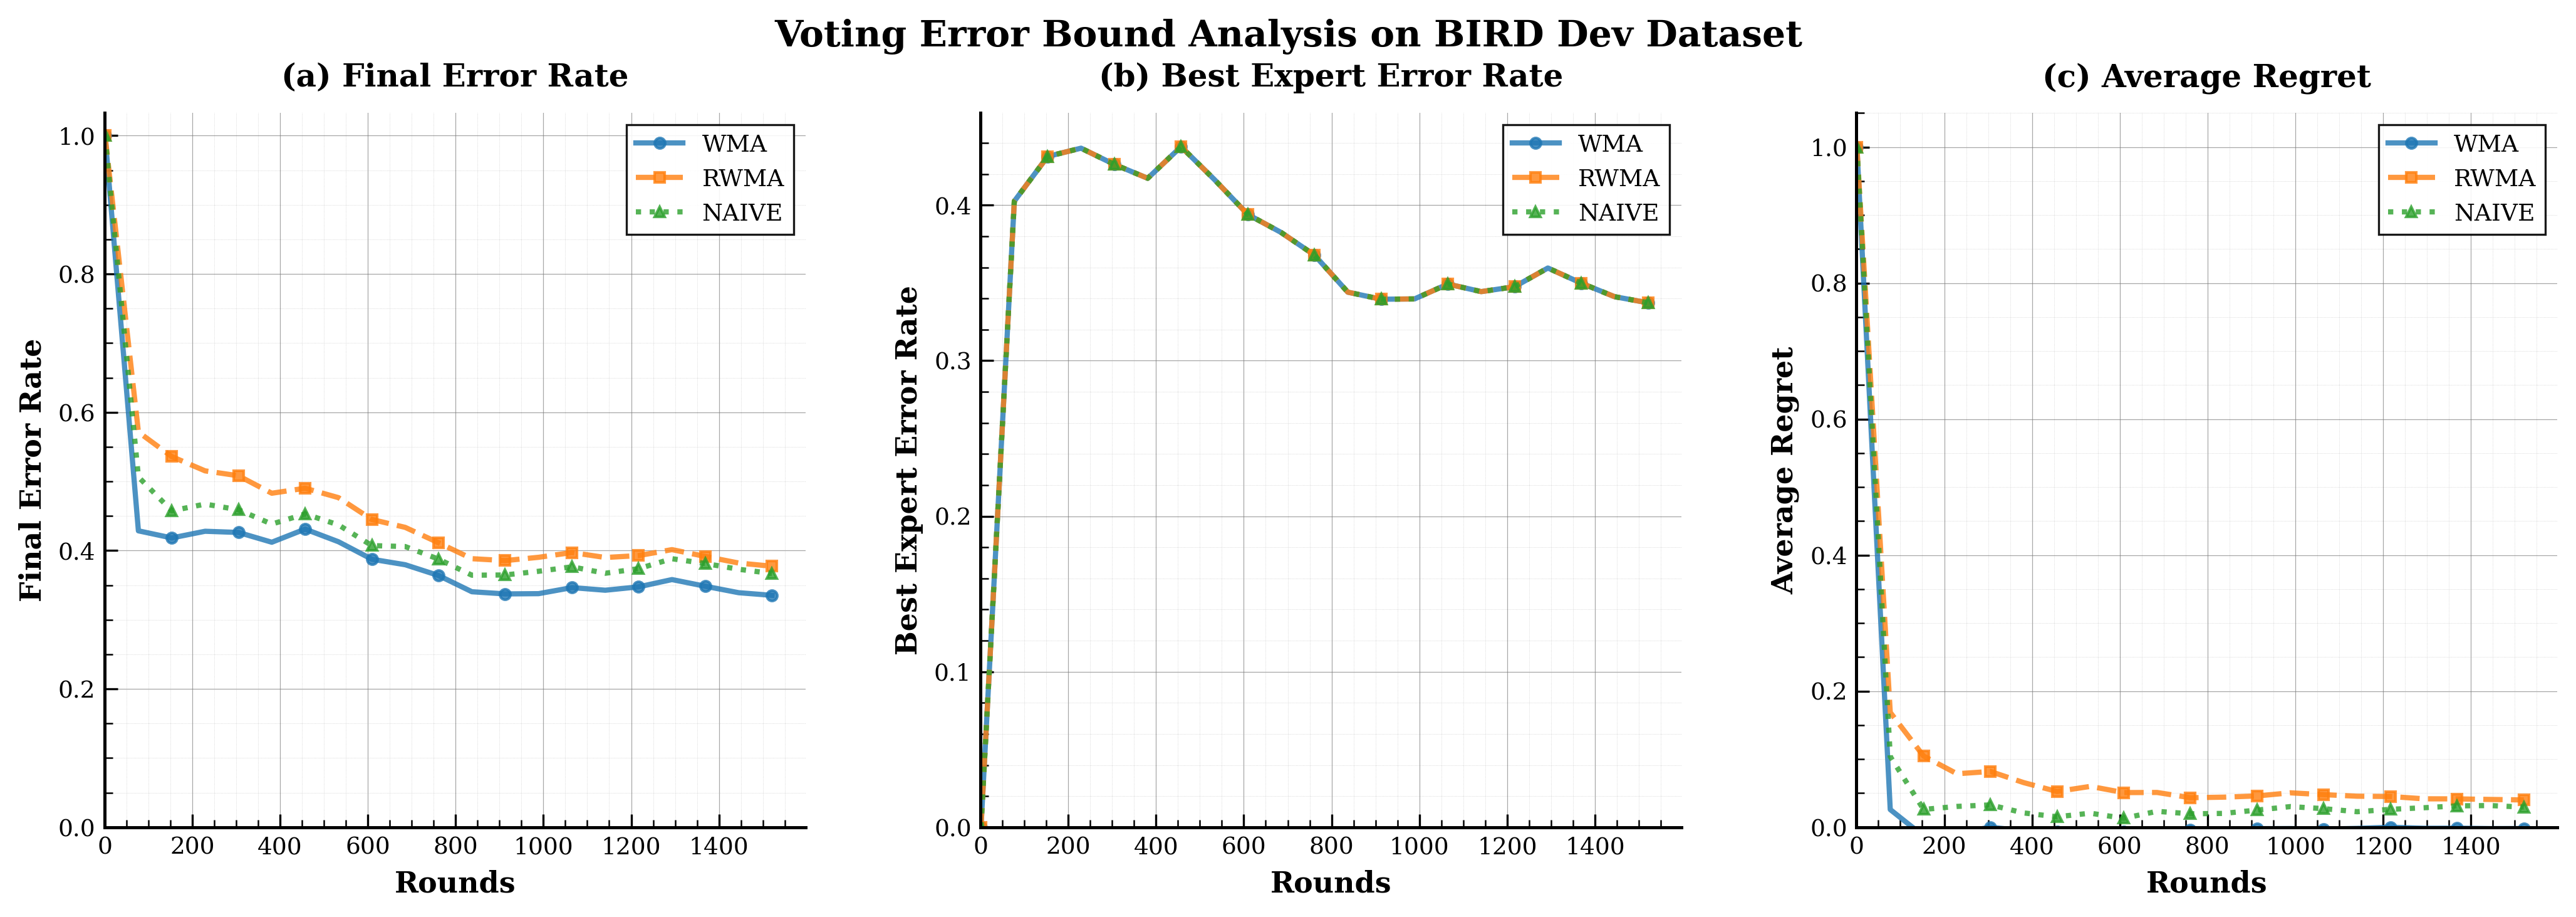 Voting Error Bound Analysis on BIRD Dev Dataset
(a) Final Error Rate
Final Error Rate
1.0
0.8
0.6
0.4
0.2
0.0
0 200 400 600 800 1000 1200 1400
Rounds
WMA
RWMA
NAIVE
(b) Best Expert Error Rate
Best Expert Error Rate
0.4
0.3
0.2
0.1
0.0
0 200 400 600 800 1000 1200 1400
Rounds
WMA
RWMA
NAIVE
(c) Average Regret
Average Regret
1.0
0.8
0.6
0.4
0.2
0.0
0 200 400 600 800 1000 1200 1400
Rounds
WMA
RWMA
NAIVE